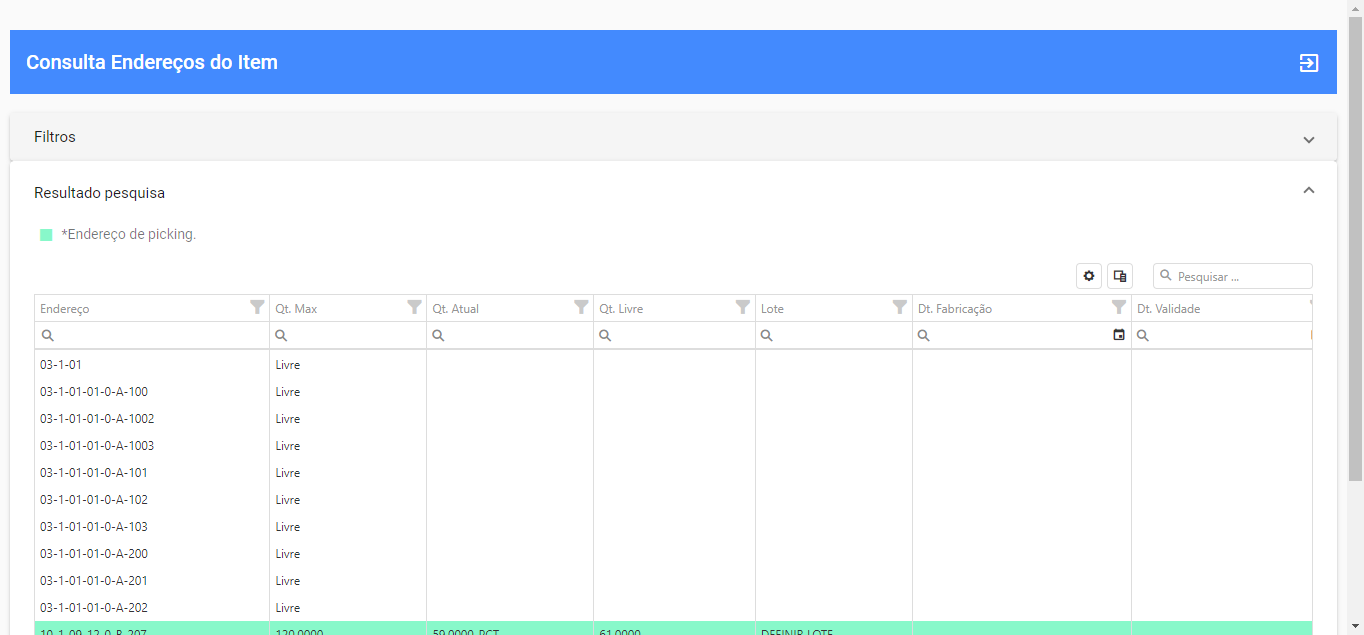 Consulta Endereços do Item
Filtros
Resultado pesquisa
*Endereço de picking.
Pesquisar ...
Endereço Qt. Max Qt. Atual Qt. Livre Lote Dt. Fabricação Dt. Validade
03-1-01 Livre
03-1-01-01-0-A-100 Livre
03-1-01-01-0-A-1002 Livre
03-1-01-01-0-A-1003 Livre
03-1-01-01-0-A-101 Livre
03-1-01-01-0-A-102 Livre
03-1-01-01-0-A-103 Livre
03-1-01-01-0-A-200 Livre
03-1-01-01-0-A-201 Livre
03-1-01-01-0-A-202 Livre
10-1-09-12-0-B-207 120,0000 59,0000 PCT 61,0000 DEFINIR LOTE